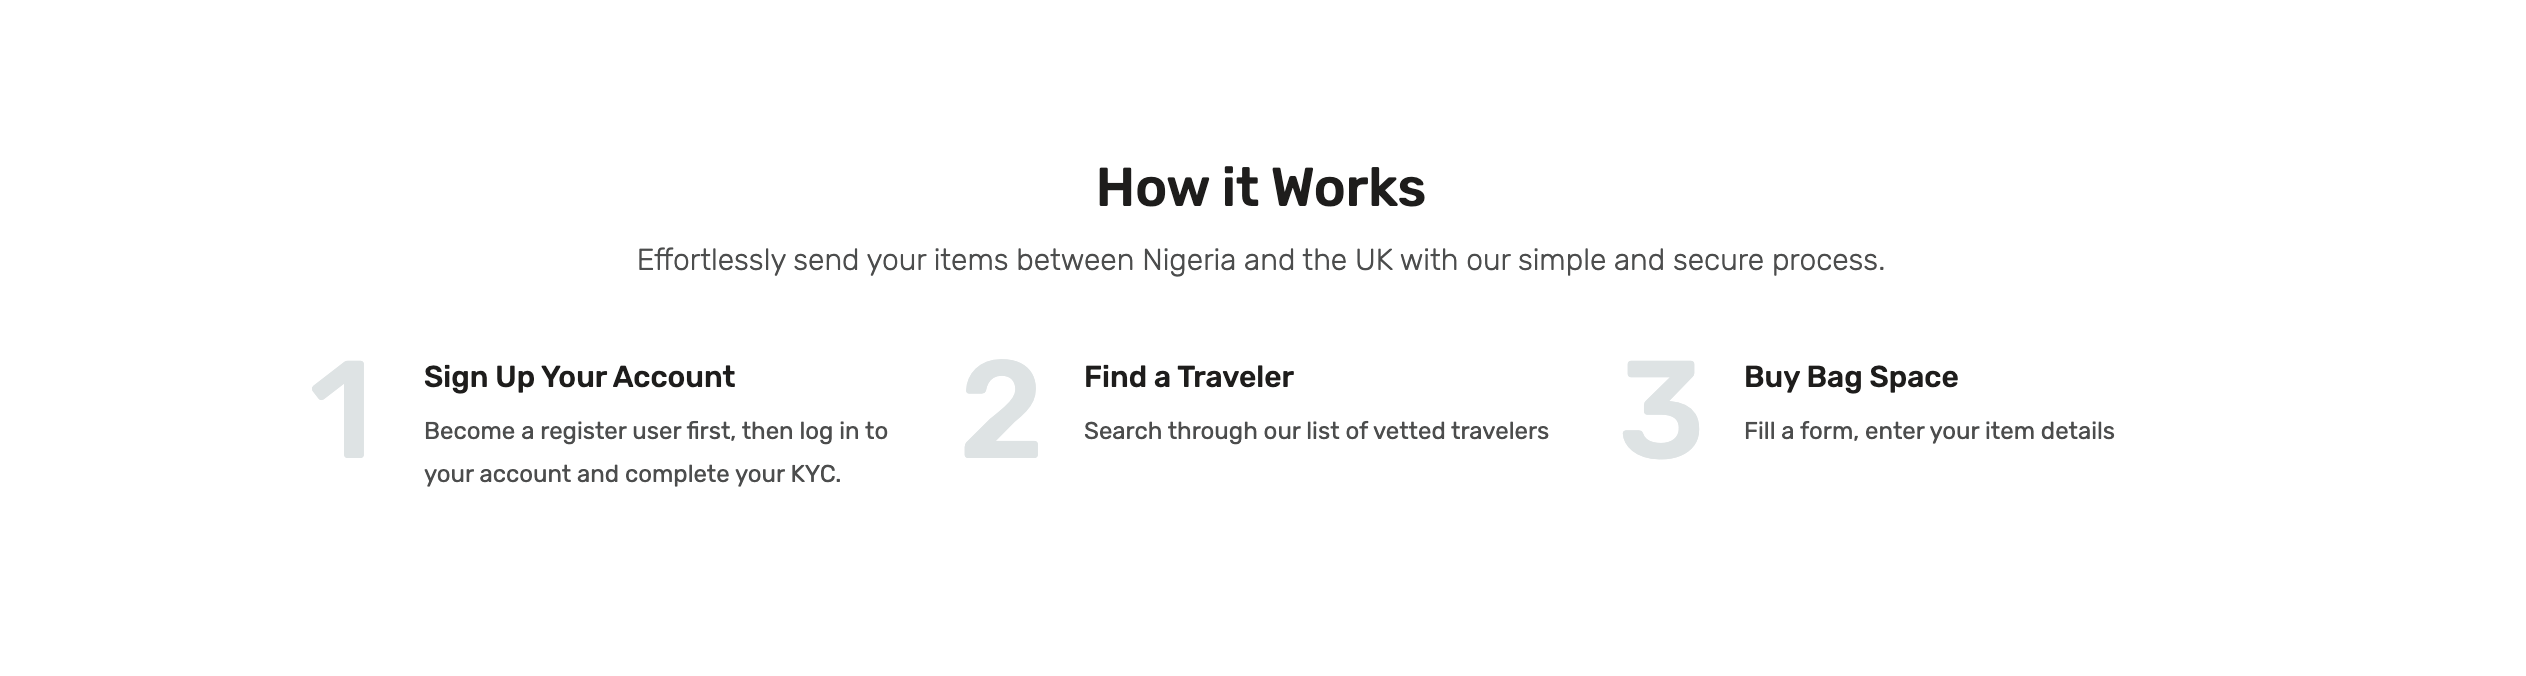 How it Works
Effortlessly send your items between Nigeria and the UK with our simple and secure process.
1
Sign Up Your Account
Become a register user first, then log in to
your account and complete your KYC.
2
Find a Traveler
Search through our list of vetted travelers
3
Buy Bag Space
Fill a form, enter your item details